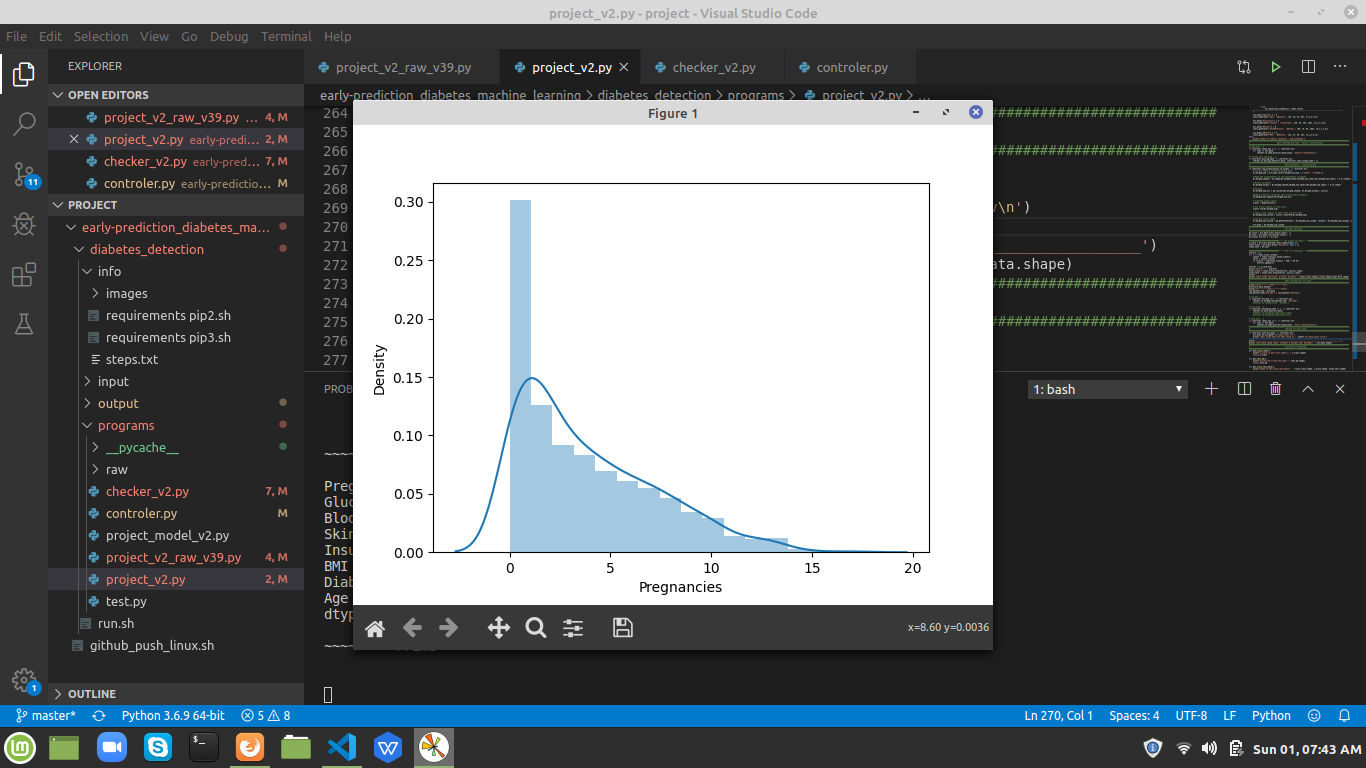 project_v2.py - project - Visual Studio Code
File Edit Selection View Go Debug Terminal Help
EXPLORER
OPEN EDITORS
project_v2_raw_v39.py ... 4, M
project_v2.py early-predi... 2, M
checker_v2.py early-pred... 7, M
controler.py early-predictio... M
PROJECT
early-prediction_diabetes_ma...
diabetes_detection
info
images
requirements pip2.sh
requirements pip3.sh
steps.txt
input
output
programs
__pycache__
raw
checker_v2.py 7, M
controler.py M
project_model_v2.py
project_v2_raw_v39.py 4, M
project_v2.py 2, M
test.py
run.sh
github_push_linux.sh
OUTLINE
11
1
project_v2_raw_v39.py project_v2.py checker_v2.py controler.py
early-prediction_diabetes_machine_learning > diabetes_detection > programs > project_v2.py > ...
264
265
266
267
268
269 y\n')
270
271 ')
272 ata.shape)
273
274
275
276
277
Figure 1
0.30
0.25
0.20
0.15
0.10
0.05
0.00
Density
0 5 10 15 20
Pregnancies
x=8.60 y=0.0036
PROB
1: bash
~~~~
Preg
Gluc
Bloo
Skin
Insu
BMI
Diab
Age
dtyp
master* Python 3.6.9 64-bit 5 8 Ln 270, Col 1 Spaces: 4 UTF-8 LF Python
Sun 01, 07:43 AM